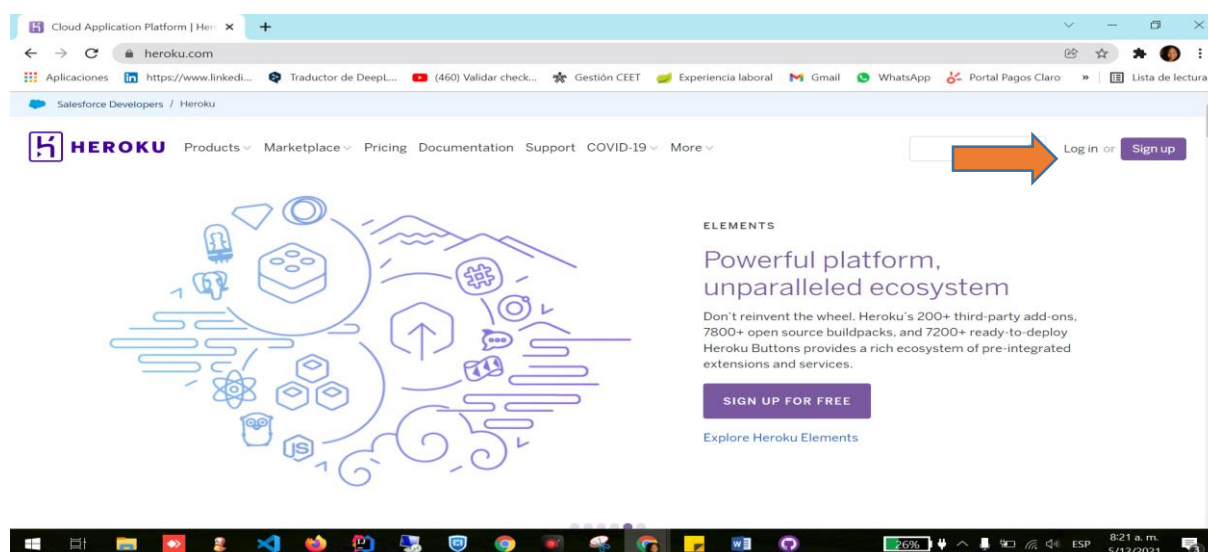 Cloud Application Platform | Her
heroku.com
Aplicaciones https://www.linkedi... Traductor de DeepL... (460) Validar check... Gestión CEET Experiencia laboral Gmail WhatsApp Portal Pagos Claro » Lista de lectura
Salesforce Developers / Heroku
HEROKU Products Marketplace Pricing Documentation Support COVID-19 More Log in or Sign up
ELEMENTS
Powerful platform,
unparalleled ecosystem
Don't reinvent the wheel. Heroku's 200+ third-party add-ons,
7800+ open source buildpacks, and 7200+ ready-to-deploy
Heroku Buttons provides a rich ecosystem of pre-integrated
extensions and services.
SIGN UP FOR FREE
Explore Heroku Elements
JS
26% ESP 8:21 a. m.
5/12/2021